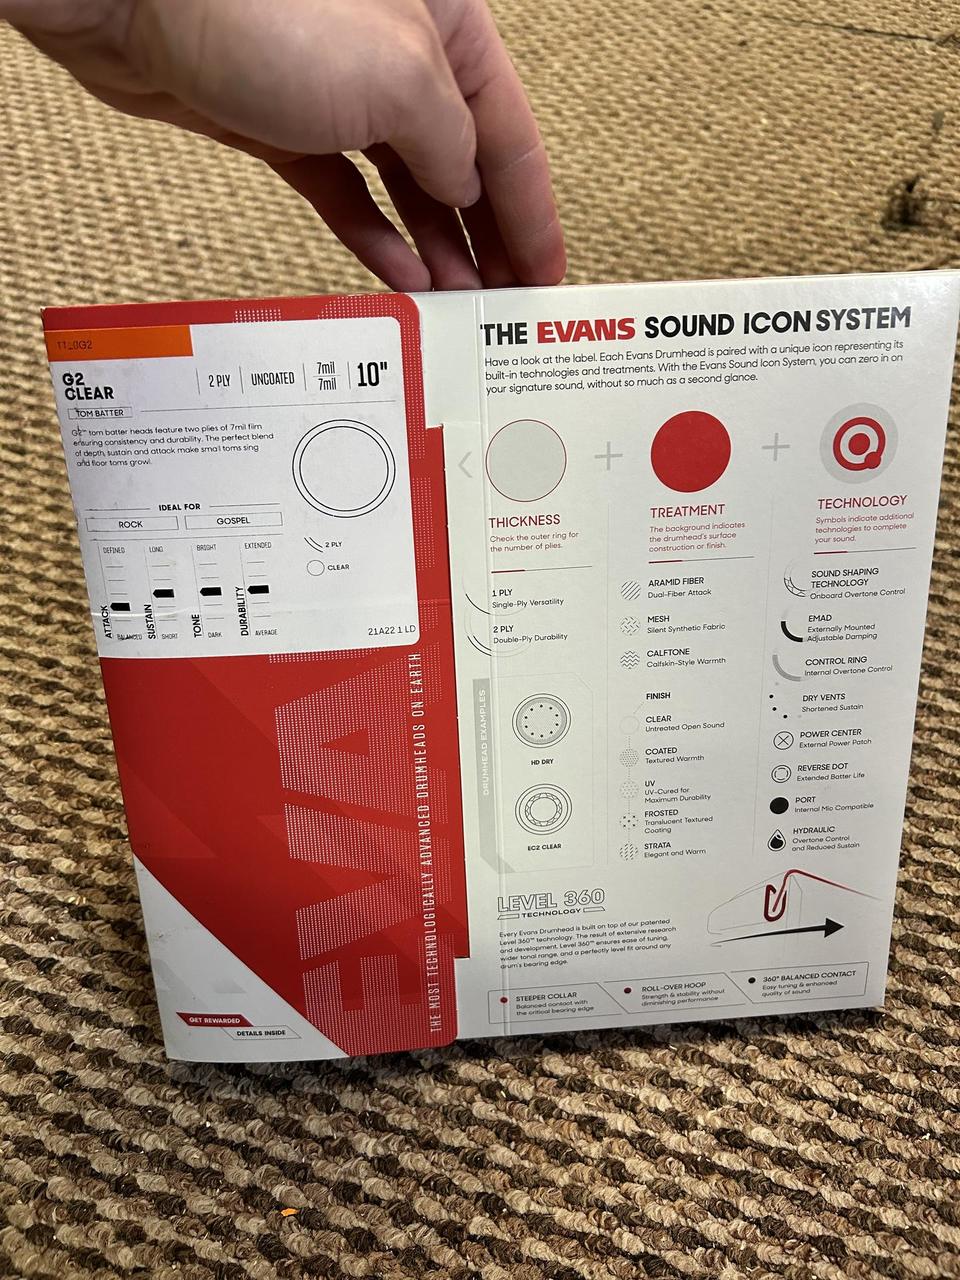 G2
CLEAR
2 PLY
UNCOATED
7mil
7mil
10"
TOM BATTER
G2™ tom batter heads feature two plies of 7mil film
ensuring consistency and durability. The perfect blend
of depth, sustain and attack make small toms sing
and floor toms growl.
IDEAL FOR
ROCK
GOSPEL
2 PLY
CLEAR
DEFINED
LONG
BRIGHT
EXTENDED
ATTACK
SUSTAIN
TONE
DURABILITY
BALANCED
SHORT
DARK
AVERAGE
21A22 1 LD
EVANS
THE MOST TECHNOLOGICALLY ADVANCED DRUMHEADS ON EARTH
GET REWARDED
DETAILS INSIDE
THE EVANS SOUND ICON SYSTEM
Have a look at the label. Each Evans Drumhead is paired with a unique icon representing its
built-in technologies and treatments. With the Evans Sound Icon System, you can zero in on
your signature sound, without so much as a second glance.
THICKNESS
Check the outer ring for
the number of plies.
1 PLY
Single-Ply Versatility
2 PLY
Double-Ply Durability
DRUMHEAD EXAMPLES
HD DRY
EC2 CLEAR
TREATMENT
The background indicates
the drumhead's surface
construction or finish.
ARAMID FIBER
Dual-Fiber Attack
MESH
Silent Synthetic Fabric
CALFTONE
Calfskin-Style Warmth
FINISH
CLEAR
Untreated Open Sound
COATED
Textured Warmth
UV
UV-Cured for
Maximum Durability
FROSTED
Translucent Textured
Coating
STRATA
Elegant and Warm
TECHNOLOGY
Symbols indicate additional
technologies to complete
your sound.
SOUND SHAPING
TECHNOLOGY
Onboard Overtone Control
EMAD
Externally Mounted
Adjustable Damping
CONTROL RING
Internal Overtone Control
DRY VENTS
Shortened Sustain
POWER CENTER
External Power Patch
REVERSE DOT
Extended Batter Life
PORT
Internal Mic Compatible
HYDRAULIC
Overtone Control
and Reduced Sustain
LEVEL 360
TECHNOLOGY
Every Evans Drumhead is built on top of our patented
Level 360™ technology. The result of extensive research
and development, Level 360™ ensures ease of tuning,
wider tonal range, and a perfectly level fit around any
drum's bearing edge.
STEEPER COLLAR
Balanced contact with
the critical bearing edge
ROLL-OVER HOOP
Strength & stability without
diminishing performance
360° BALANCED CONTACT
Easy tuning & enhanced
quality of sound